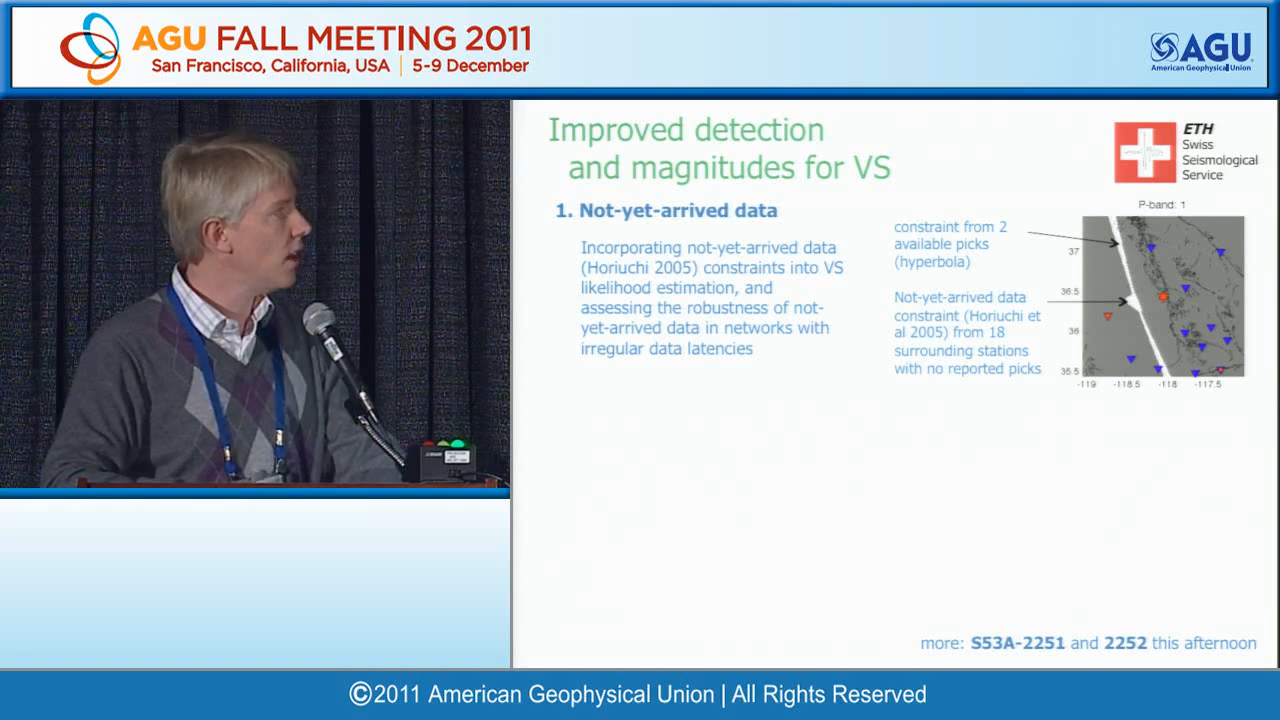 AGU FALL MEETING 2011
San Francisco, California, USA | 5-9 December
AGU
American Geophysical Union
Improved detection
and magnitudes for VS
ETH
Swiss
Seismological
Service
1. Not-yet-arrived data
Incorporating not-yet-arrived data
(Horiuchi 2005) constraints into VS
likelihood estimation, and
assessing the robustness of not-
yet-arrived data in networks with
irregular data latencies
constraint from 2
available picks
(hyperbola)
Not-yet-arrived data
constraint (Horiuchi et
al 2005) from 18
surrounding stations
with no reported picks
P-band: 1
37
36.5
36
35.5
-119 -118.5 -118 -117.5
more: S53A-2251 and 2252 this afternoon
©2011 American Geophysical Union | All Rights Reserved